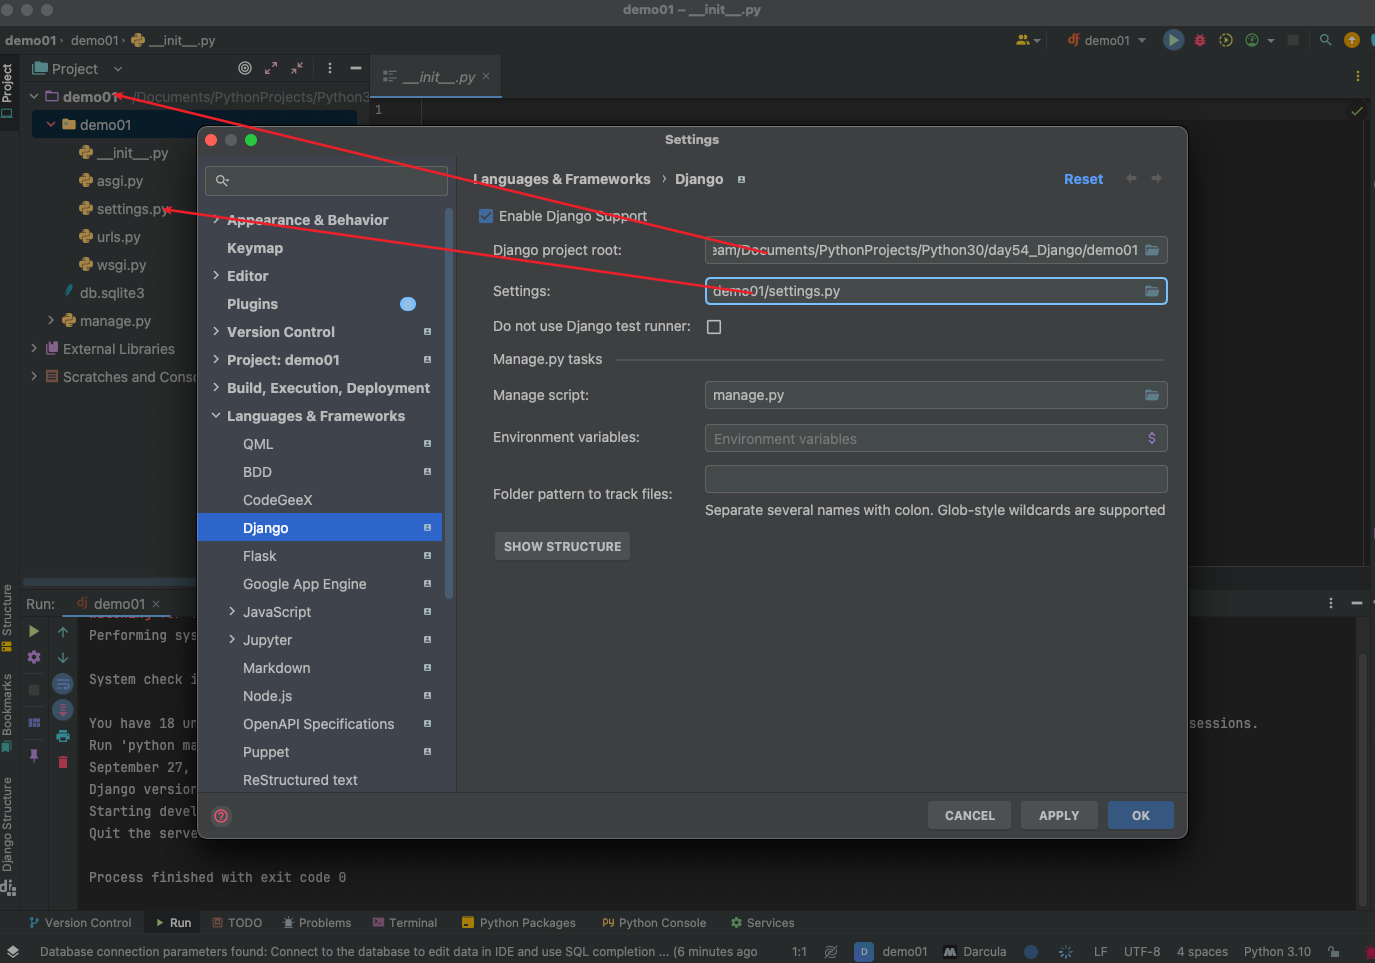 demo01 – __init__.py
demo01 › demo01 › __init__.py
demo01
Project
Project
__init__.py ×
demo01 /Documents/PythonProjects/Python3
1
demo01
__init__.py
asgi.py
settings.py
urls.py
wsgi.py
db.sqlite3
manage.py
External Libraries
Scratches and Conso
Settings
Appearance & Behavior
Keymap
Editor
Plugins
Version Control
Project: demo01
Build, Execution, Deployment
Languages & Frameworks
QML
BDD
CodeGeeX
Django
Flask
Google App Engine
JavaScript
Jupyter
Markdown
Node.js
OpenAPI Specifications
Puppet
ReStructured text
Languages & Frameworks › Django
Reset
Enable Django Support
Django project root: eam/Documents/PythonProjects/Python30/day54_Django/demo01
Settings: demo01/settings.py
Do not use Django test runner:
Manage.py tasks
Manage script: manage.py
Environment variables: Environment variables $
Folder pattern to track files:
Separate several names with colon. Glob-style wildcards are supported
SHOW STRUCTURE
? CANCEL APPLY OK
Structure
Bookmarks
Django Structure
Run: dj demo01 ×
Performing sys
System check i
You have 18 un
sessions.
Run 'python ma
September 27,
Django version
Starting devel
Quit the serve
Process finished with exit code 0
Version Control Run TODO Problems Terminal Python Packages Python Console Services
Database connection parameters found: Connect to the database to edit data in IDE and use SQL completion ... (6 minutes ago 1:1 D demo01 M Darcula LF UTF-8 4 spaces Python 3.10